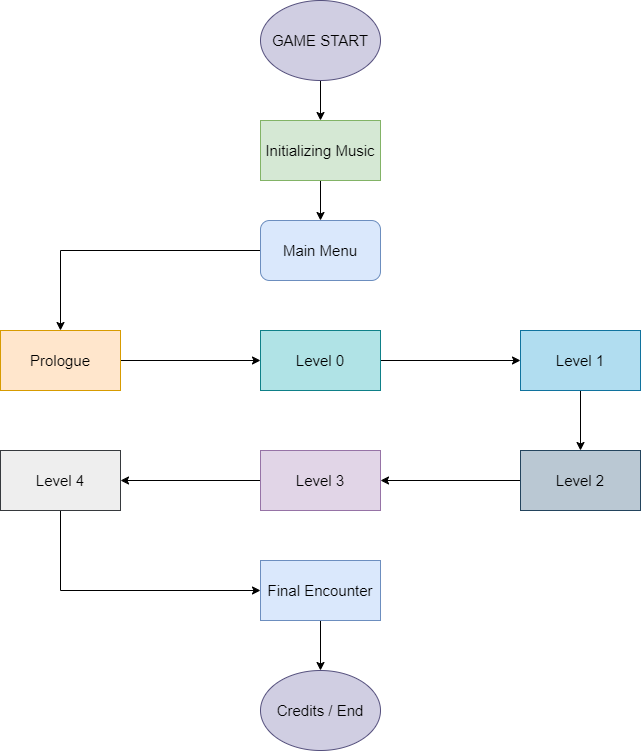 GAME START
Initializing Music
Main Menu
Prologue
Level 0
Level 1
Level 4
Level 3
Level 2
Final Encounter
Credits / End